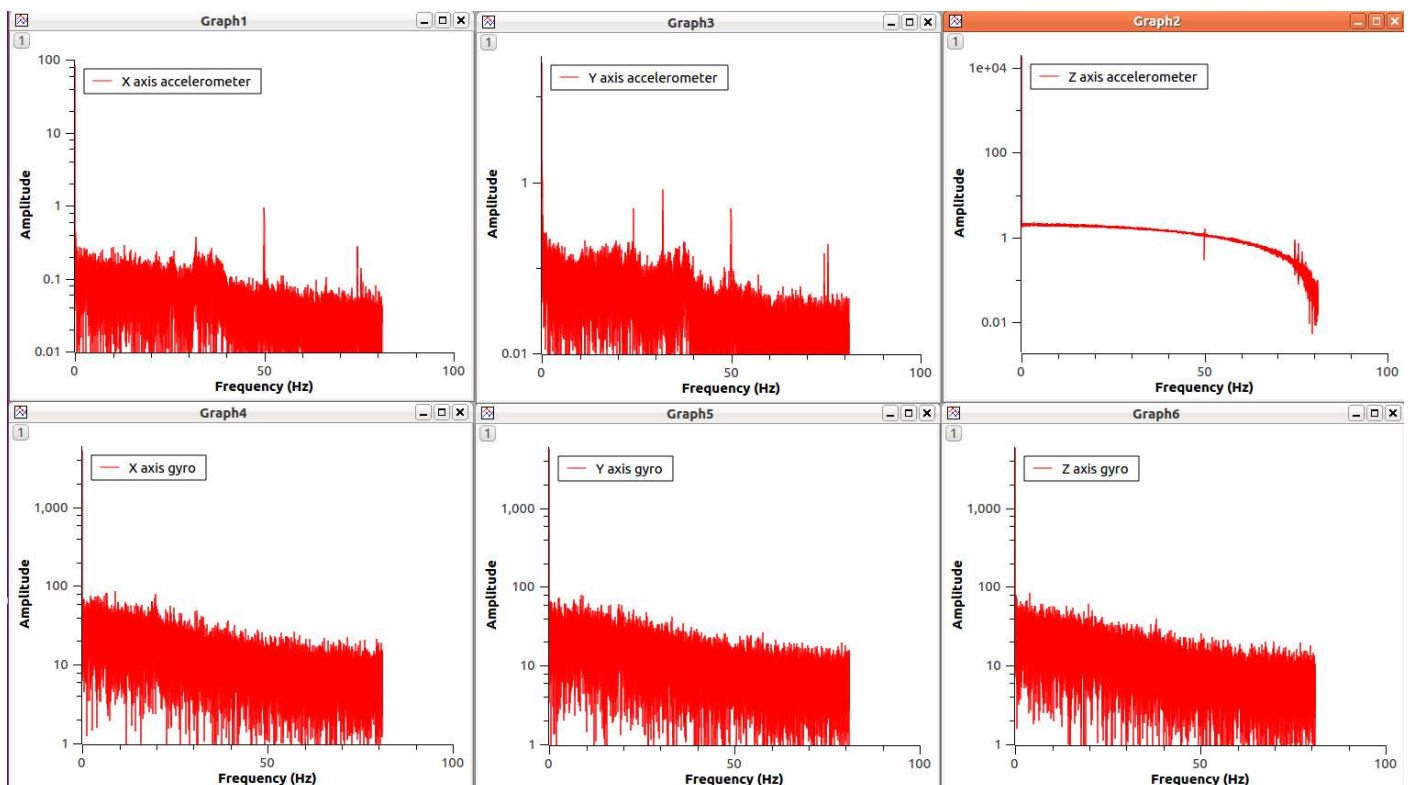 Graph1
1
X axis accelerometer
100
10
1
0.1
0.01
Amplitude
0
50
100
Frequency (Hz)
Graph3
1
Y axis accelerometer
1
0.01
Amplitude
0
50
100
Frequency (Hz)
Graph2
1
Z axis accelerometer
1e+04
100
1
0.01
Amplitude
0
50
100
Frequency (Hz)
Graph4
1
X axis gyro
1,000
100
10
1
Amplitude
0
50
100
Frequency (Hz)
Graph5
1
Y axis gyro
1,000
100
10
1
Amplitude
0
50
100
Frequency (Hz)
Graph6
1
Z axis gyro
1,000
100
10
1
Amplitude
0
50
100
Frequency (Hz)